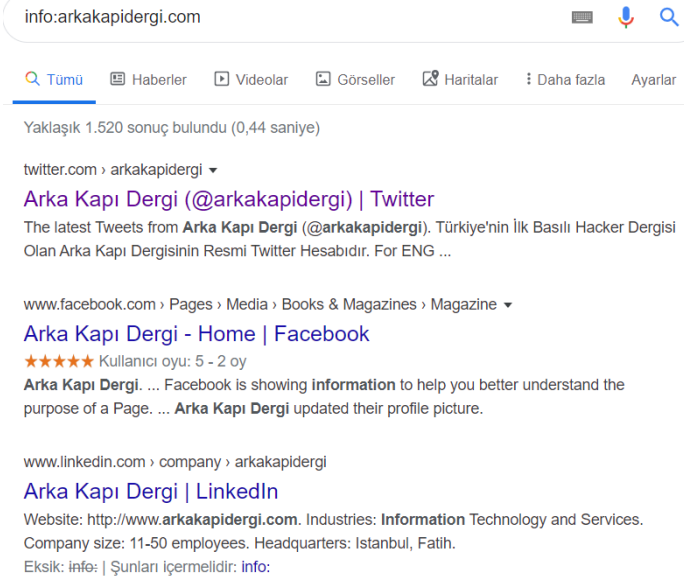 info:arkakapidergi.com
Tümü Haberler Videolar Görseller Haritalar Daha fazla Ayarlar
Yaklaşık 1.520 sonuç bulundu (0,44 saniye)
twitter.com › arkakapidergi
Arka Kapı Dergi (@arkakapidergi) | Twitter
The latest Tweets from Arka Kapı Dergi (@arkakapidergi). Türkiye'nin İlk Basılı Hacker Dergisi
Olan Arka Kapı Dergisinin Resmi Twitter Hesabıdır. For ENG ...
www.facebook.com › Pages › Media › Books & Magazines › Magazine
Arka Kapı Dergi - Home | Facebook
★★★★★ Kullanıcı oyu: 5 - 2 oy
Arka Kapı Dergi. ... Facebook is showing information to help you better understand the
purpose of a Page. ... Arka Kapı Dergi updated their profile picture.
www.linkedin.com › company › arkakapidergi
Arka Kapı Dergi | LinkedIn
Website: http://www.arkakapidergi.com. Industries: Information Technology and Services.
Company size: 11-50 employees. Headquarters: Istanbul, Fatih.
Eksik: info: | Şunları içermelidir: info: